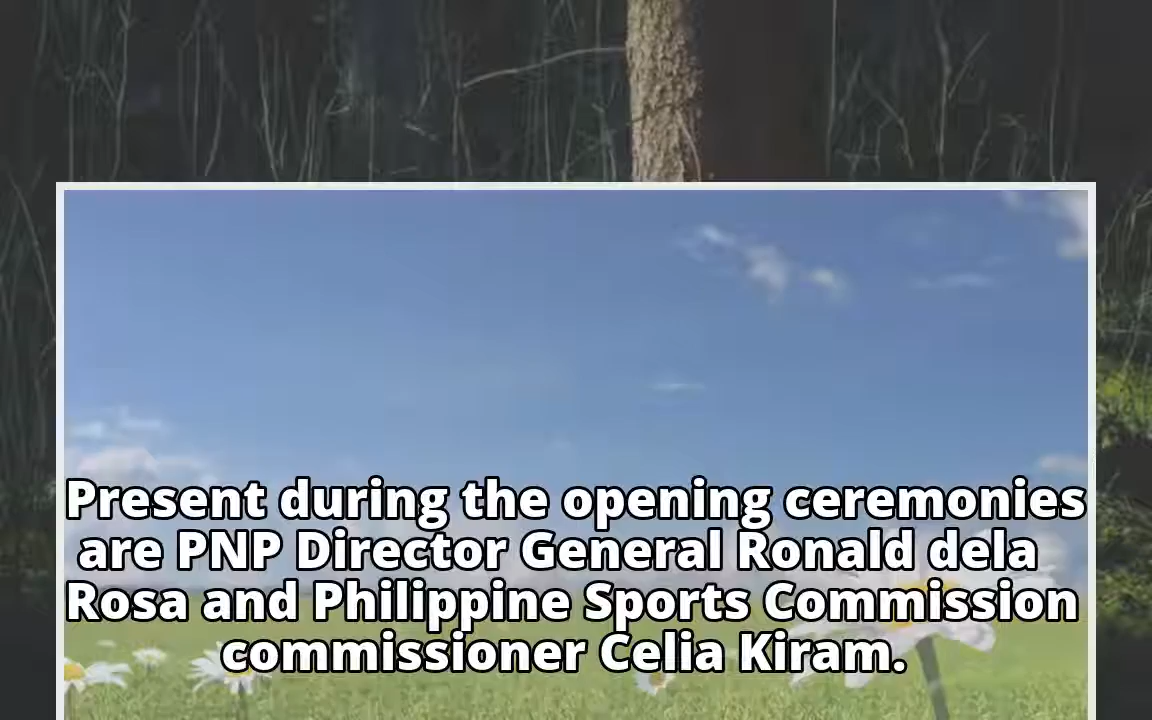 Present during the opening ceremonies
are PNP Director General Ronald dela
Rosa and Philippine Sports Commission
commissioner Celia Kiram.